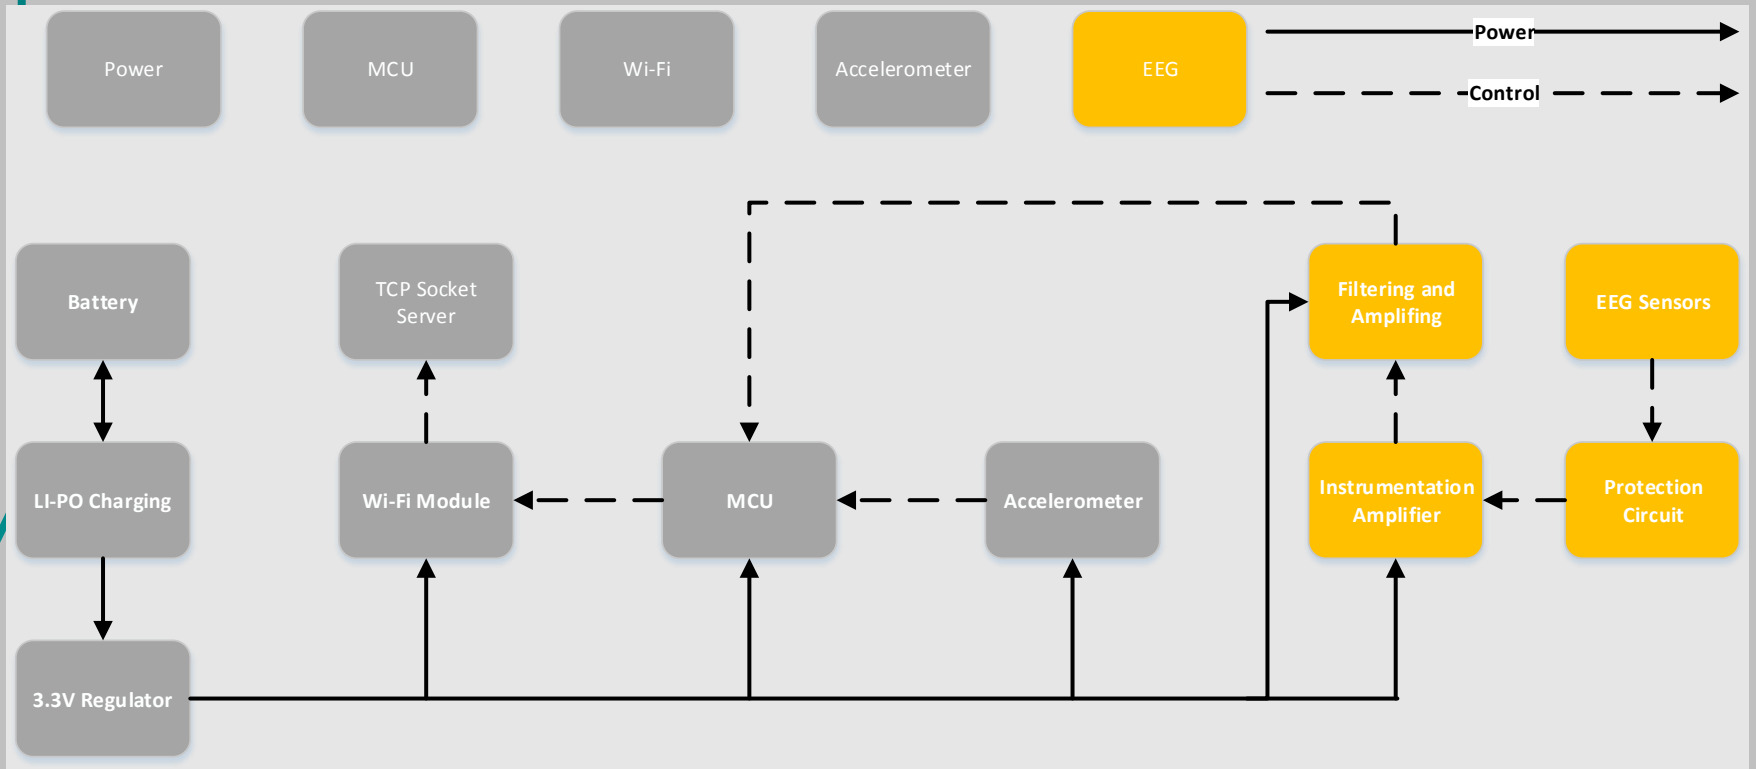 Power
MCU
Wi-Fi
Accelerometer
EEG
Power
Control
Battery
TCP Socket
Server
Filtering and
Amplifing
EEG Sensors
LI-PO Charging
Wi-Fi Module
MCU
Accelerometer
Instrumentation
Amplifier
Protection
Circuit
3.3V Regulator